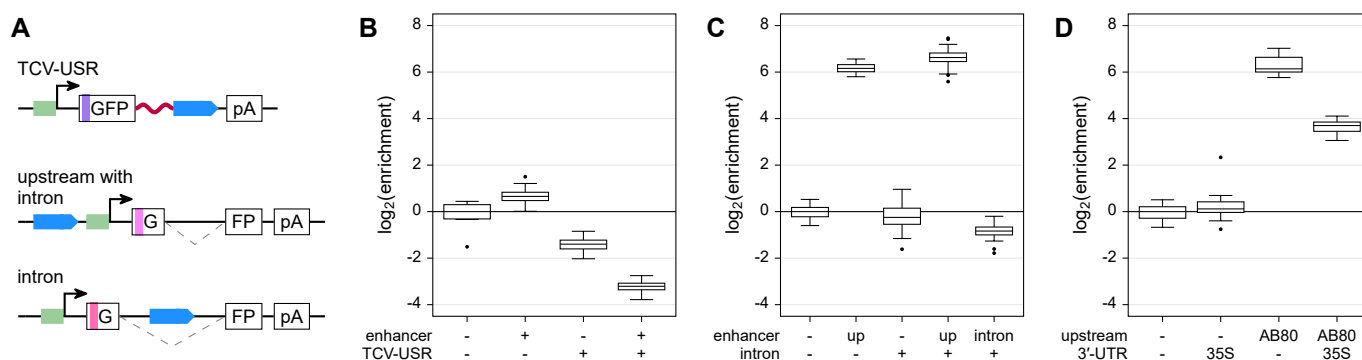 A
TCV-USR
GFP
pA
upstream with
intron
G
FP
pA
intron
G
FP
pA
B
log2(enrichment)
8
6
4
2
0
-2
-4
enhancer - + - +
TCV-USR - - + +
C
log2(enrichment)
8
6
4
2
0
-2
-4
enhancer - up - up intron
intron - - + + +
D
log2(enrichment)
8
6
4
2
0
-2
-4
upstream - - AB80 AB80
3'-UTR - 35S - 35S